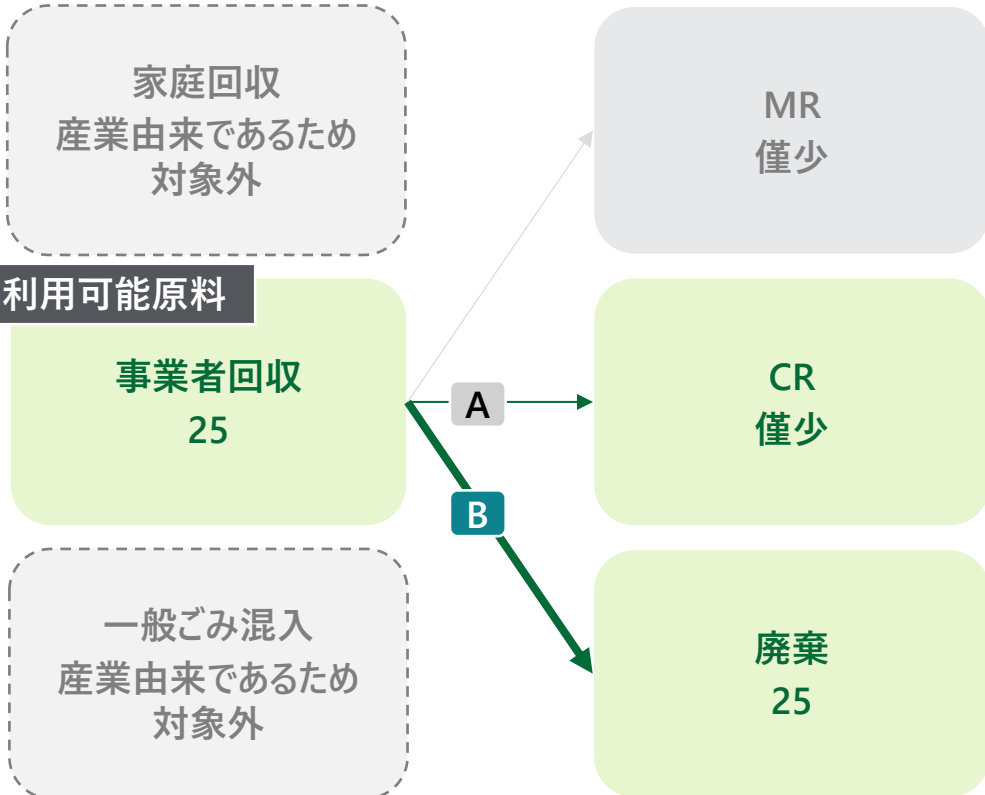 家庭回収
産業由来であるため
対象外
利用可能原料
事業者回収
25
一般ごみ混入
産業由来であるため
対象外
A
B
MR
僅少
CR
僅少
廃棄
25